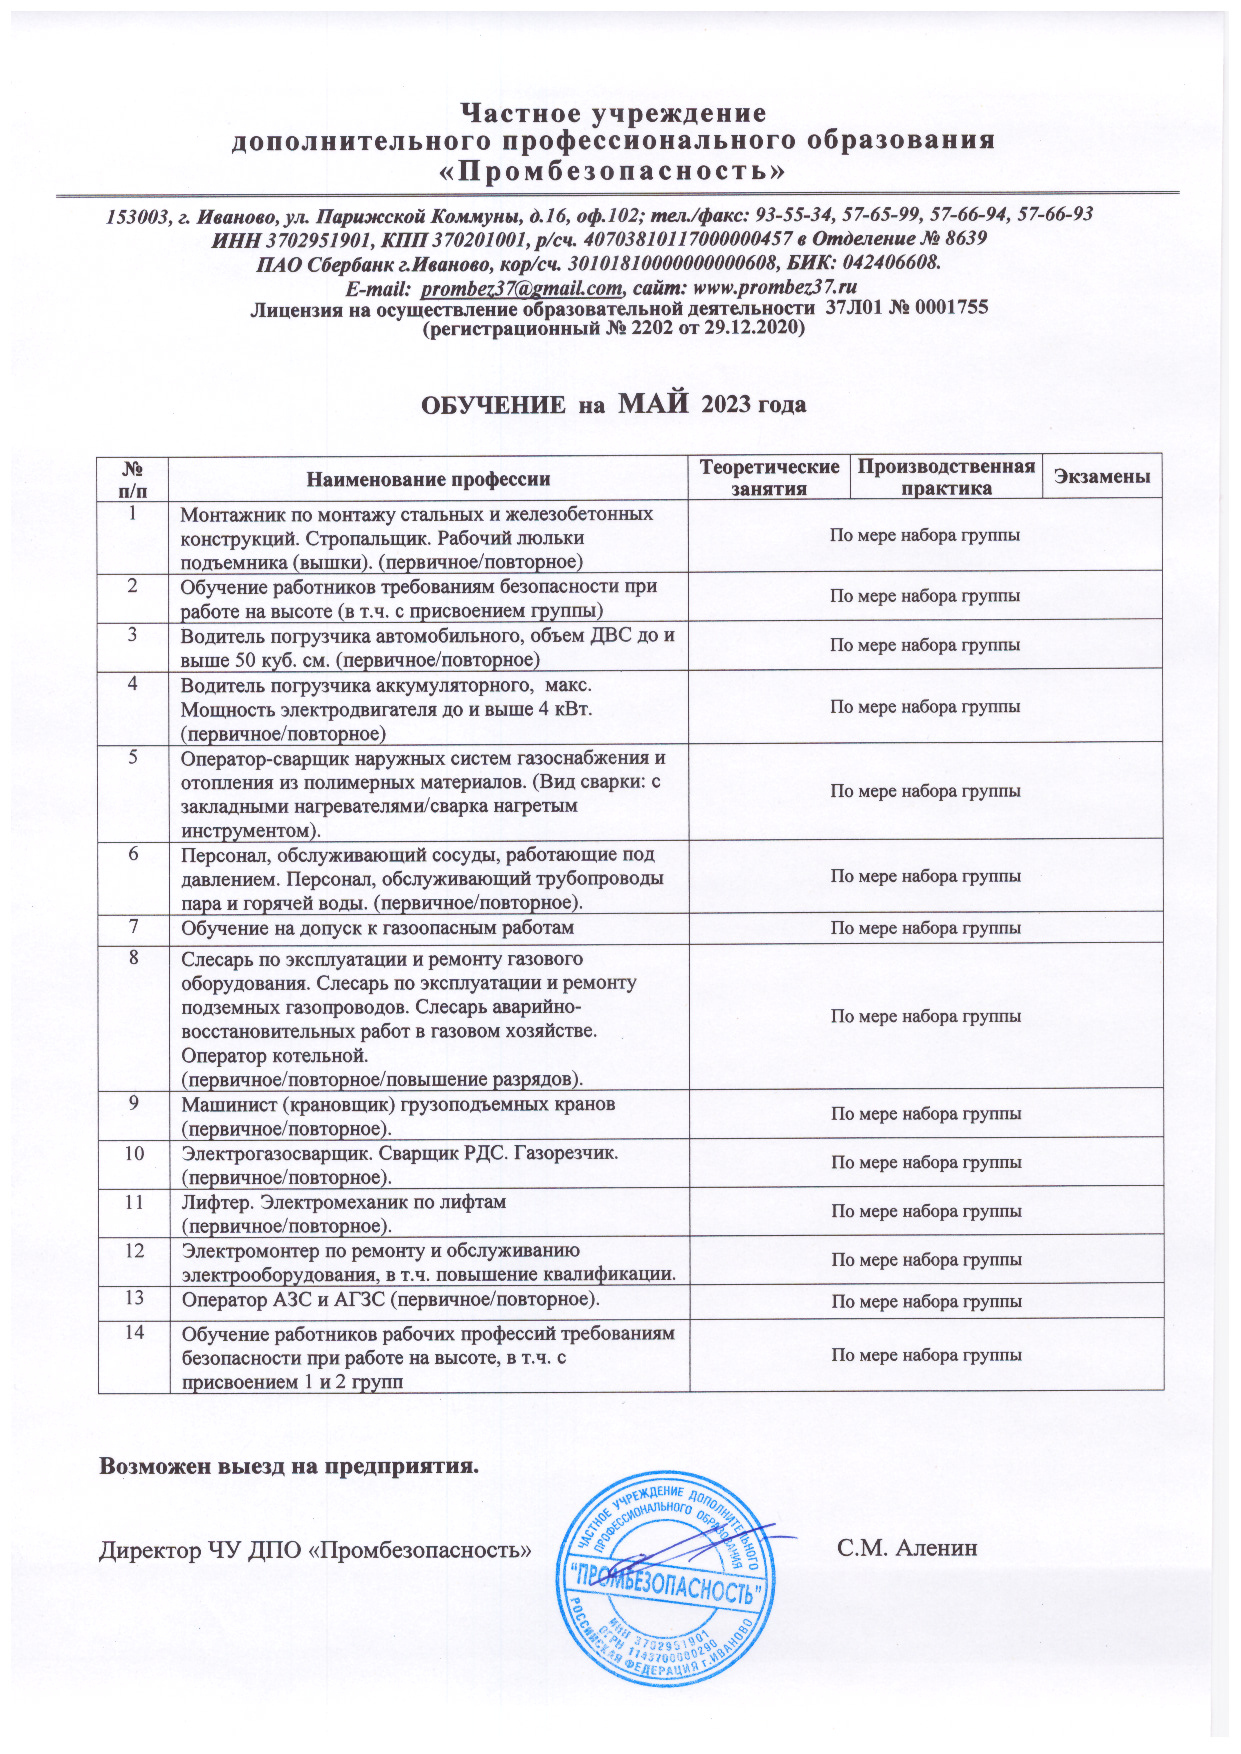 Частное учреждение
дополнительного профессионального образования
«Промбезопасность»
153003, г. Иваново, ул. Парижской Коммуны, д.16, оф.102; тел./факс: 93-55-34, 57-65-99, 57-66-94, 57-66-93
ИНН 3702951901, КПП 370201001, р/сч. 40703810117000000457 в Отделение № 8639
ПАО Сбербанк г.Иваново, кор/сч. 30101810000000000608, БИК: 042406608.
E-mail: prombez37@gmail.com, сайт: www.prombez37.ru
Лицензия на осуществление образовательной деятельности 37Л01 № 0001755
(регистрационный № 2202 от 29.12.2020)
ОБУЧЕНИЕ на МАЙ 2023 года
№ п/п
Наименование профессии
Теоретические занятия
Производственная практика
Экзамены
1
Монтажник по монтажу стальных и железобетонных
конструкций. Стропальщик. Рабочий люльки
подъемника (вышки). (первичное/повторное)
По мере набора группы
2
Обучение работников требованиям безопасности при
работе на высоте (в т.ч. с присвоением группы)
По мере набора группы
3
Водитель погрузчика автомобильного, объем ДВС до и
выше 50 куб. см. (первичное/повторное)
По мере набора группы
4
Водитель погрузчика аккумуляторного, макс.
Мощность электродвигателя до и выше 4 кВт.
(первичное/повторное)
По мере набора группы
5
Оператор-сварщик наружных систем газоснабжения и
отопления из полимерных материалов. (Вид сварки: с
закладными нагревателями/сварка нагретым
инструментом).
По мере набора группы
6
Персонал, обслуживающий сосуды, работающие под
давлением. Персонал, обслуживающий трубопроводы
пара и горячей воды. (первичное/повторное).
По мере набора группы
7
Обучение на допуск к газоопасным работам
По мере набора группы
8
Слесарь по эксплуатации и ремонту газового
оборудования. Слесарь по эксплуатации и ремонту
подземных газопроводов. Слесарь аварийно-
восстановительных работ в газовом хозяйстве.
Оператор котельной.
(первичное/повторное/повышение разрядов).
По мере набора группы
9
Машинист (крановщик) грузоподъемных кранов
(первичное/повторное).
По мере набора группы
10
Электрогазосварщик. Сварщик РДС. Газорезчик.
(первичное/повторное).
По мере набора группы
11
Лифтер. Электромеханик по лифтам
(первичное/повторное).
По мере набора группы
12
Электромонтер по ремонту и обслуживанию
электрооборудования, в т.ч. повышение квалификации.
По мере набора группы
13
Оператор АЗС и АГЗС (первичное/повторное).
По мере набора группы
14
Обучение работников рабочих профессий требованиям
безопасности при работе на высоте, в т.ч. с
присвоением 1 и 2 групп
По мере набора группы
Возможен выезд на предприятия.
Директор ЧУ ДПО «Промбезопасность»
С.М. Аленин
ЧАСТНОЕ УЧРЕЖДЕНИЕ ДОПОЛНИТЕЛЬНОГО
ПРОФЕССИОНАЛЬНОГО ОБРАЗОВАНИЯ
"ПРОМБЕЗОПАСНОСТЬ"
ИНН 3702951901
ОГРН 1143700000290
РОССИЙСКАЯ ФЕДЕРАЦИЯ г.ИВАНОВО